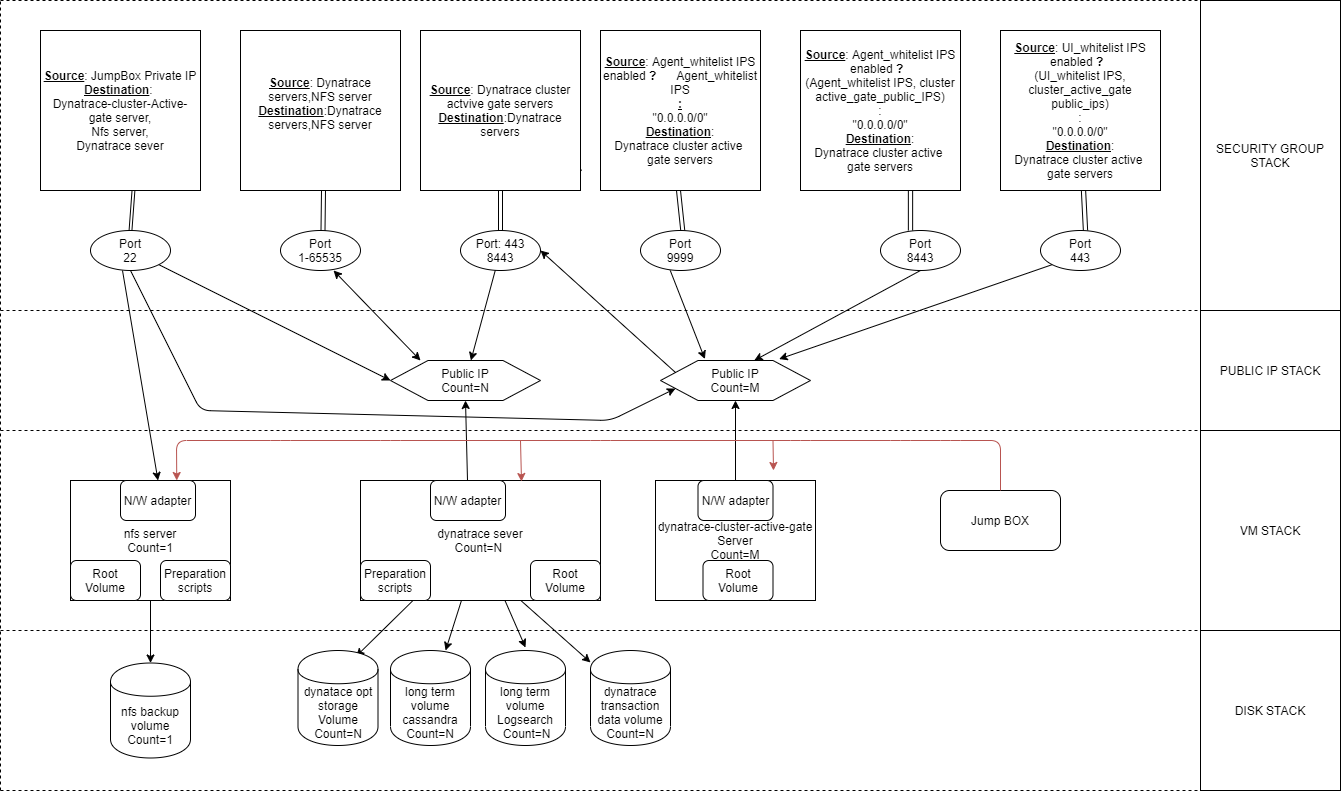 Source: JumpBox Private IP
Destination:
Dynatrace-cluster-Active-
gate server,
Nfs server,
Dynatrace sever
Source: Dynatrace
servers,NFS server
Destination:Dynatrace
servers,NFS server
Source: Dynatrace cluster
actvive gate servers
Destination:Dynatrace
servers
Source: Agent_whitelist IPS
enabled ? Agent_whitelist
IPS
:
"0.0.0.0/0"
Destination:
Dynatrace cluster active
gate servers
Source: Agent_whitelist IPS
enabled ?
(Agent_whitelist IPS, cluster
active_gate_public_IPS)
:
"0.0.0.0/0"
Destination:
Dynatrace cluster active
gate servers
Source: UI_whitelist IPS
enabled ?
(UI_whitelist IPS,
cluster_active_gate
public_ips)
:
"0.0.0.0/0"
Destination:
Dynatrace cluster active
gate servers
SECURITY GROUP
STACK
Port
22
Port
1-65535
Port: 443
8443
Port
9999
Port
8443
Port
443
Public IP
Count=N
Public IP
Count=M
PUBLIC IP STACK
N/W adapter
nfs server
Count=1
Root
Volume
Preparation
scripts
N/W adapter
dynatrace sever
Count=N
Preparation
scripts
Root
Volume
N/W adapter
dynatrace-cluster-active-gate
Server
Count=M
Root
Volume
Jump BOX
VM STACK
nfs backup
volume
Count=1
dynatace opt
storage
Volume
Count=N
long term
volume
cassandra
Count=N
long term
volume
Logsearch
Count=N
dynatrace
transaction
data volume
Count=N
DISK STACK